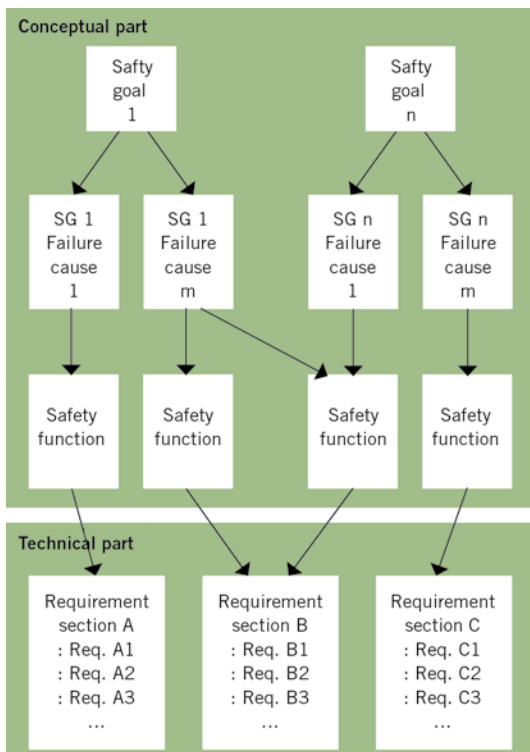 Conceptual part
Safty
goal
1
Safty
goal
n
SG 1
Failure
cause
1
SG 1
Failure
cause
m
SG n
Failure
cause
1
SG n
Failure
cause
m
Safety
function
Safety
function
Safety
function
Safety
function
Technical part
Requirement
section A
: Req. A1
: Req. A2
: Req. A3
...
Requirement
section B
: Req. B1
: Req. B2
: Req. B3
...
Requirement
section C
: Req. C1
: Req. C2
: Req. C3
...